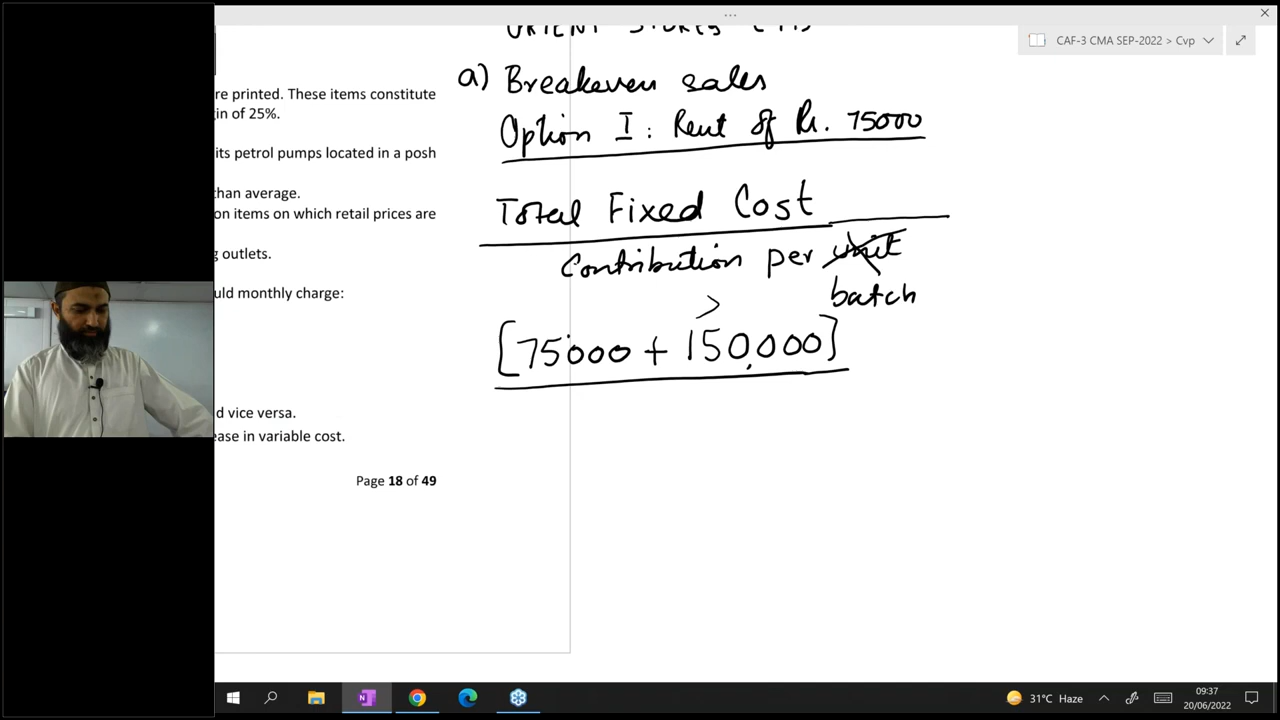 CAF-3 CMA SEP-2022 > Cvp
a) Breakeven sales
Option I : Rent of Rs. 75000
Total Fixed Cost
Contribution per unit
batch
[75000 + 150,000]
re printed. These items constitute
in of 25%.
its petrol pumps located in a posh
than average.
on items on which retail prices are
g outlets.
uld monthly charge:
d vice versa.
ease in variable cost.
Page 18 of 49
31°C Haze
09:37
20/06/2022